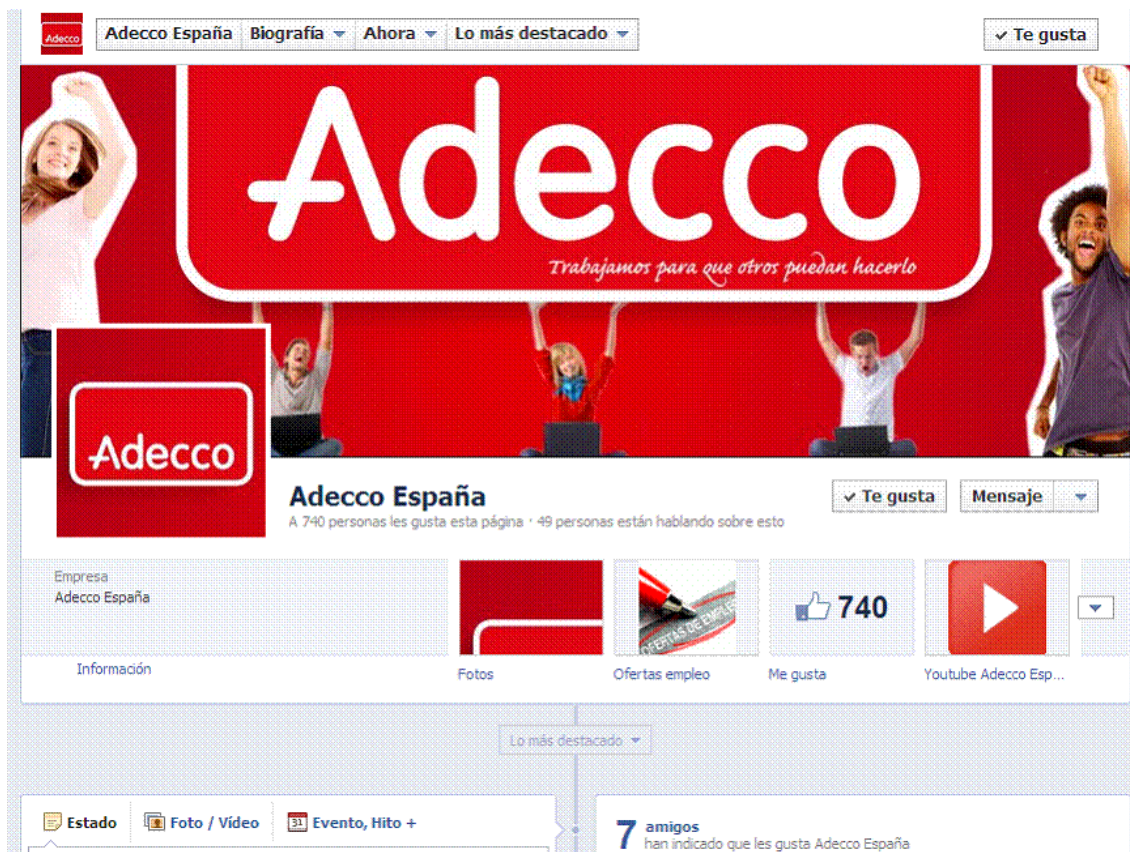 Adecco
Adecco España Biografía Ahora Lo más destacado
Te gusta
Adecco
Trabajamos para que otros puedan hacerlo
Adecco
Adecco España
A 740 personas les gusta esta página · 49 personas están hablando sobre esto
Te gusta
Mensaje
Empresa
Adecco España
Información
OFERTAS DE EMPLEO
740
Fotos
Ofertas empleo
Me gusta
Youtube Adecco Esp...
Lo más destacado
Estado
Foto / Vídeo
31
Evento, Hito +
7 amigos
han indicado que les gusta Adecco España